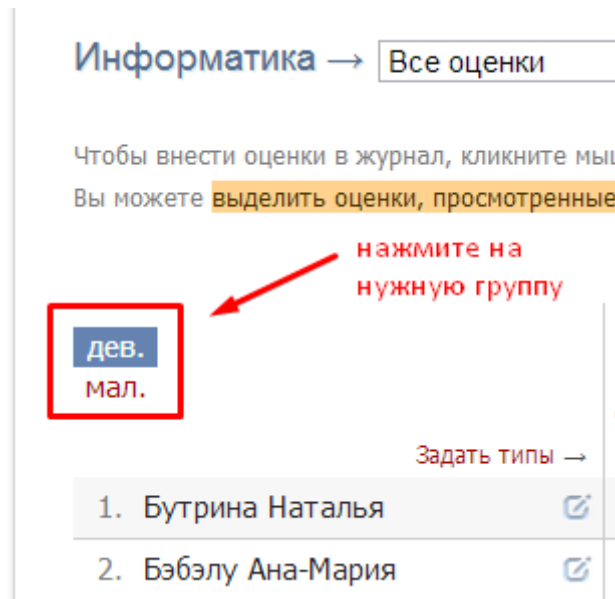 Информатика → Все оценки
Чтобы внести оценки в журнал, кликните
Вы можете выделить оценки, просмотренные
нажмите на
нужную группу
дев.
мал.
Задать типы →
1. Бутрина Наталья
2. Бэбэлу Ана-Мария